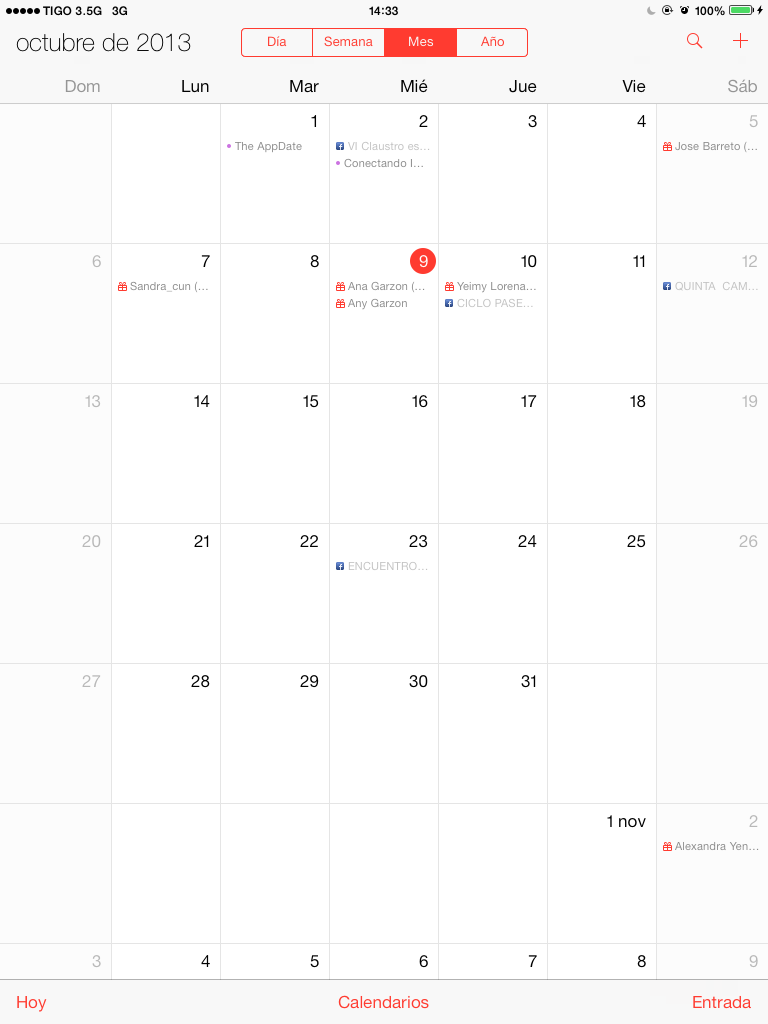 TIGO 3.5G 3G 14:33 100%
octubre de 2013 Día Semana Mes Año
Dom Lun Mar Mié Jue Vie Sáb
1 2 3 4 5
The AppDate VI Claustro es... Jose Barreto (...
Conectando l...
6 7 8 9 10 11 12
Sandra_cun (... Ana Garzon (... Yeimy Lorena... QUINTA CAM...
Any Garzon CICLO PASE...
13 14 15 16 17 18 19
20 21 22 23 24 25 26
ENCUENTRO...
27 28 29 30 31
1 nov 2
Alexandra Yen...
3 4 5 6 7 8 9
Hoy Calendarios Entrada